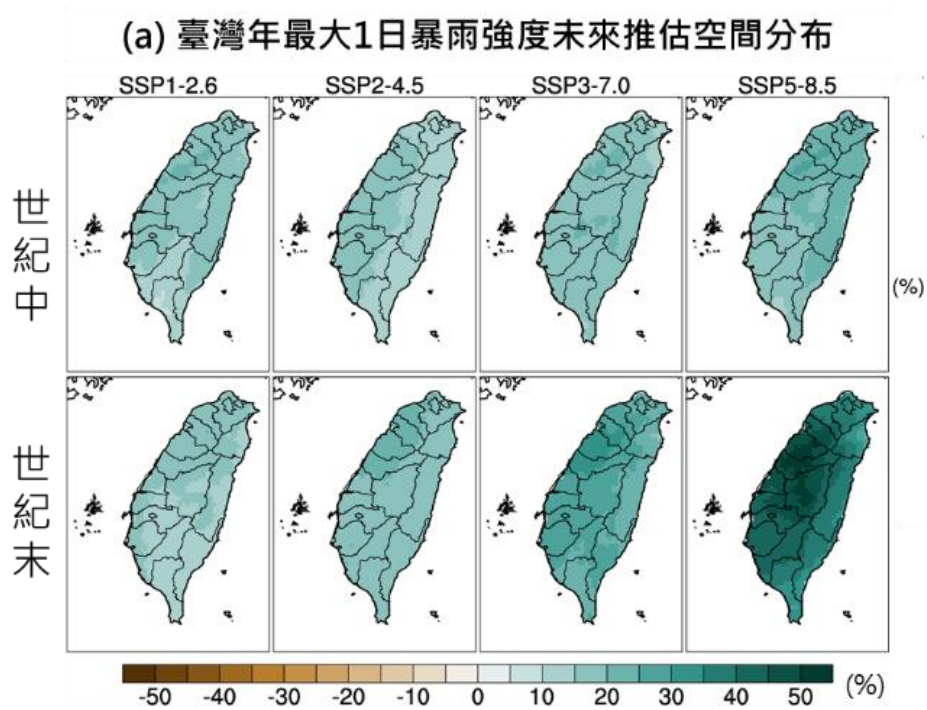 (a) 臺灣年最大1日暴雨強度未來推估空間分布
SSP1-2.6 SSP2-4.5 SSP3-7.0 SSP5-8.5
世紀中
(%)
世紀末
-50 -40 -30 -20 -10 0 10 20 30 40 50 (%)